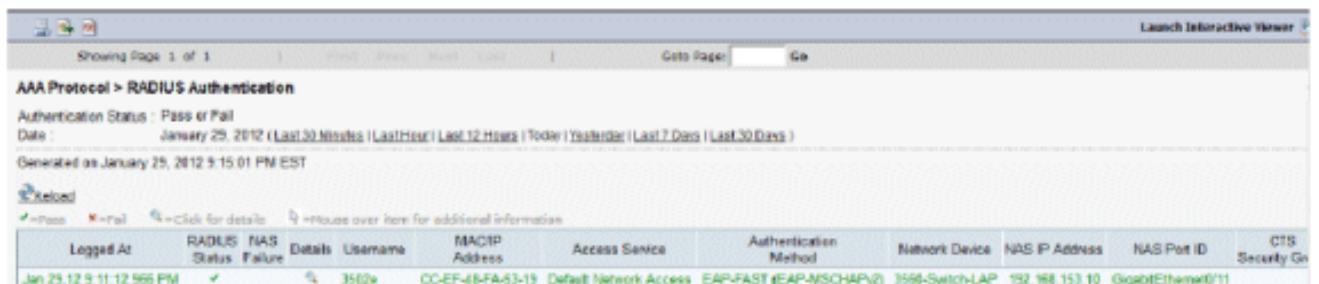 Launch Interactive Viewer
Showing Page 1 of 1 | First Prev Next Last | Goto Page: Go
AAA Protocol > RADIUS Authentication
Authentication Status : Pass or Fail
Date : January 29, 2012 ( Last 30 Minutes | Last Hour | Last 12 Hours | Today | Yesterday | Last 7 Days | Last 30 Days )
Generated on January 29, 2012 9:15:01 PM EST
Reload
=Pass =Fail =Click for details =Mouse over item for additional information
Logged At RADIUS Status NAS Failure Details Username MAC/IP Address Access Service Authentication Method Network Device NAS IP Address NAS Port ID CTS Security Gro
Jan 29,12 9:11:12.966 PM 3502e CC-EF-48-FA-53-19 Default Network Access EAP-FAST (EAP-MSCHAPv2) 3560-Switch-LAP 192.168.153.10 GigabitEthernet0/11